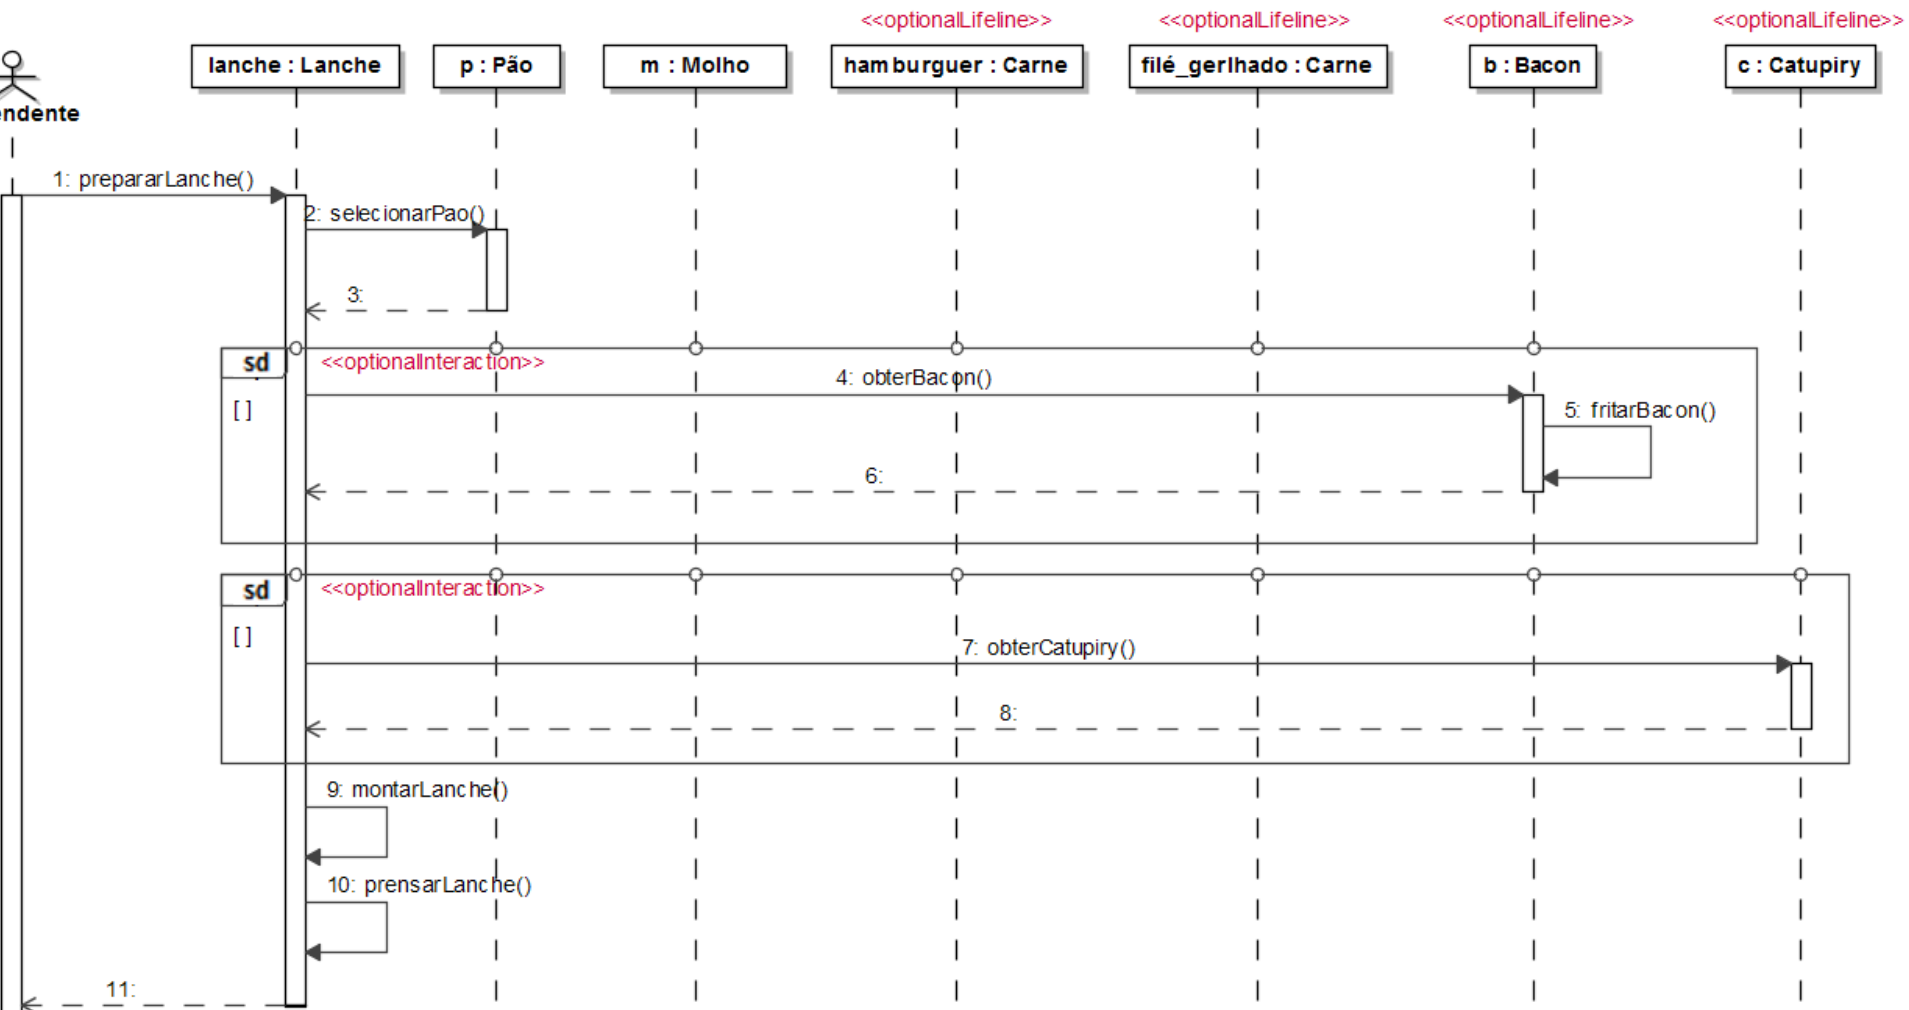 <<optionalLifeline>> <<optionalLifeline>> <<optionalLifeline>> <<optionalLifeline>>
lanche : Lanche p : Pão m : Molho hamburguer : Carne filé_gerlhado : Carne b : Bacon c : Catupiry
endente
1: prepararLanche()
2: selecionarPao()
3:
sd <<optionalInteraction>>
4: obterBacon()
[ ] 5: fritarBacon()
6:
sd <<optionalInteraction>>
[ ]
7: obterCatupiry()
8:
9: montarLanche()
10: prensarLanche()
11: